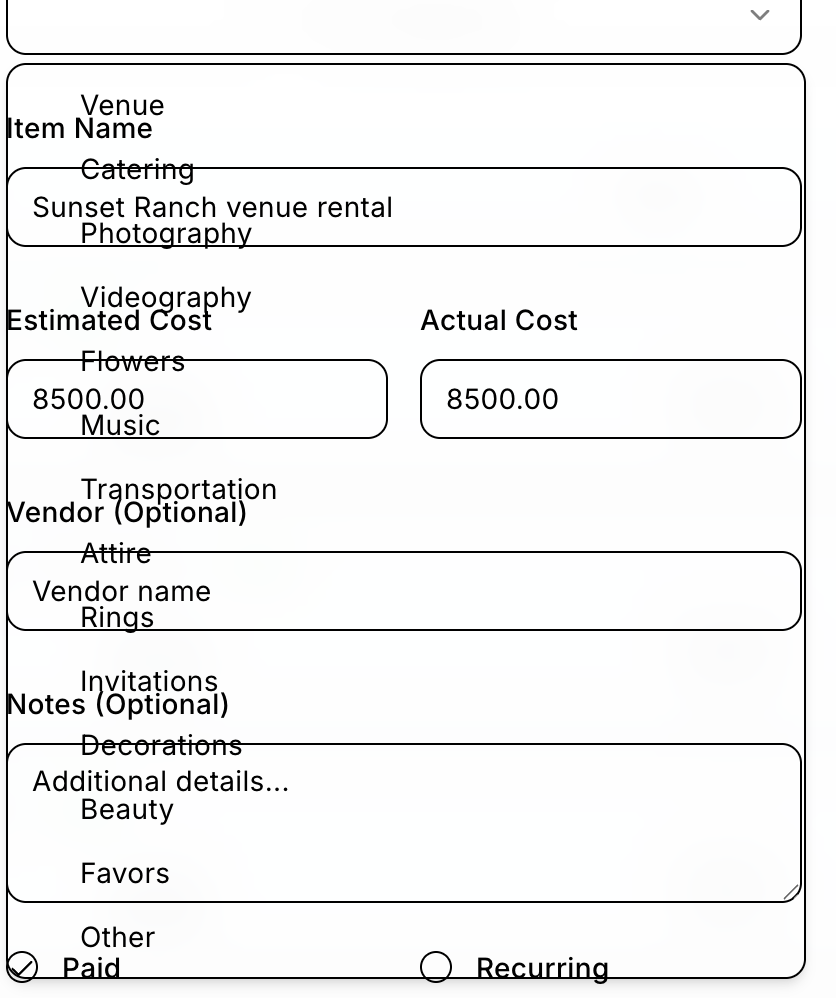 Venue
Item Name
Catering
Sunset Ranch venue rental
Photography
Videography
Estimated Cost
Actual Cost
Flowers
8500.00
8500.00
Music
Transportation
Vendor (Optional)
Attire
Vendor name
Rings
Invitations
Notes (Optional)
Decorations
Additional details...
Beauty
Favors
Other
Paid
Recurring